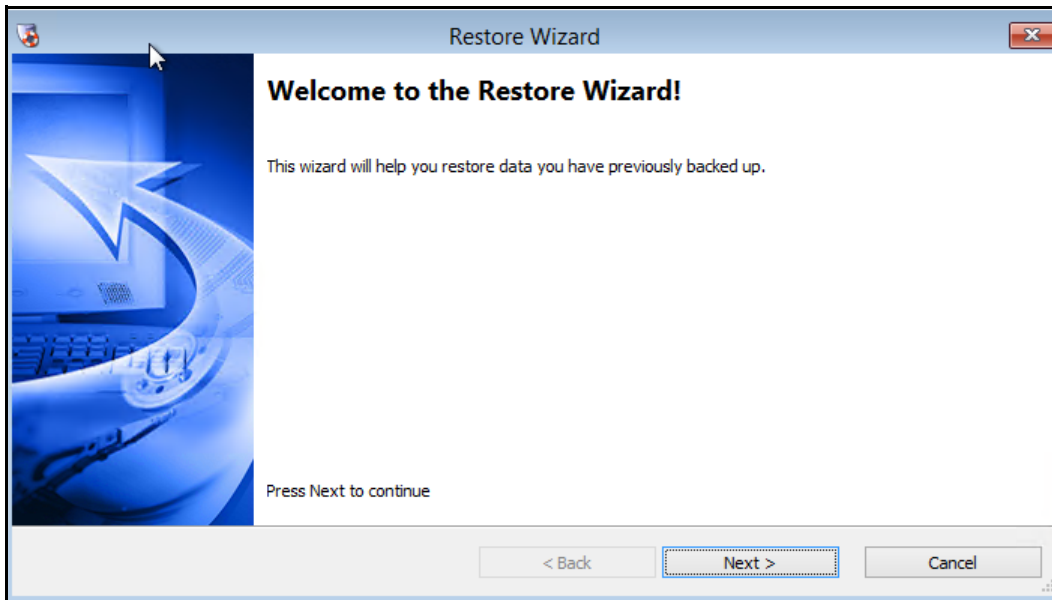 Restore Wizard
Welcome to the Restore Wizard!
This wizard will help you restore data you have previously backed up.
Press Next to continue
< Back
Next >
Cancel